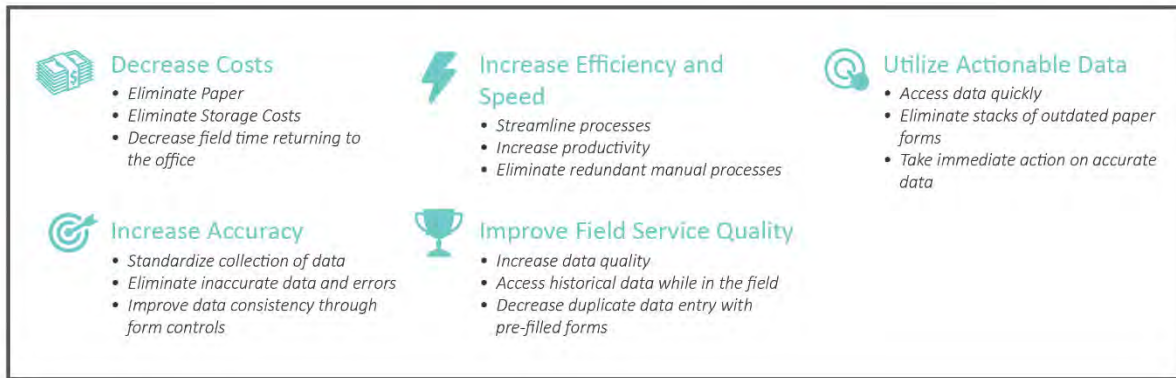 Decrease Costs
• Eliminate Paper
• Eliminate Storage Costs
• Decrease field time returning to
the office
Increase Efficiency and
Speed
• Streamline processes
• Increase productivity
• Eliminate redundant manual processes
Utilize Actionable Data
• Access data quickly
• Eliminate stacks of outdated paper
forms
• Take immediate action on accurate
data
Increase Accuracy
• Standardize collection of data
• Eliminate inaccurate data and errors
• Improve data consistency through
form controls
Improve Field Service Quality
• Increase data quality
• Access historical data while in the field
• Decrease duplicate data entry with
pre-filled forms